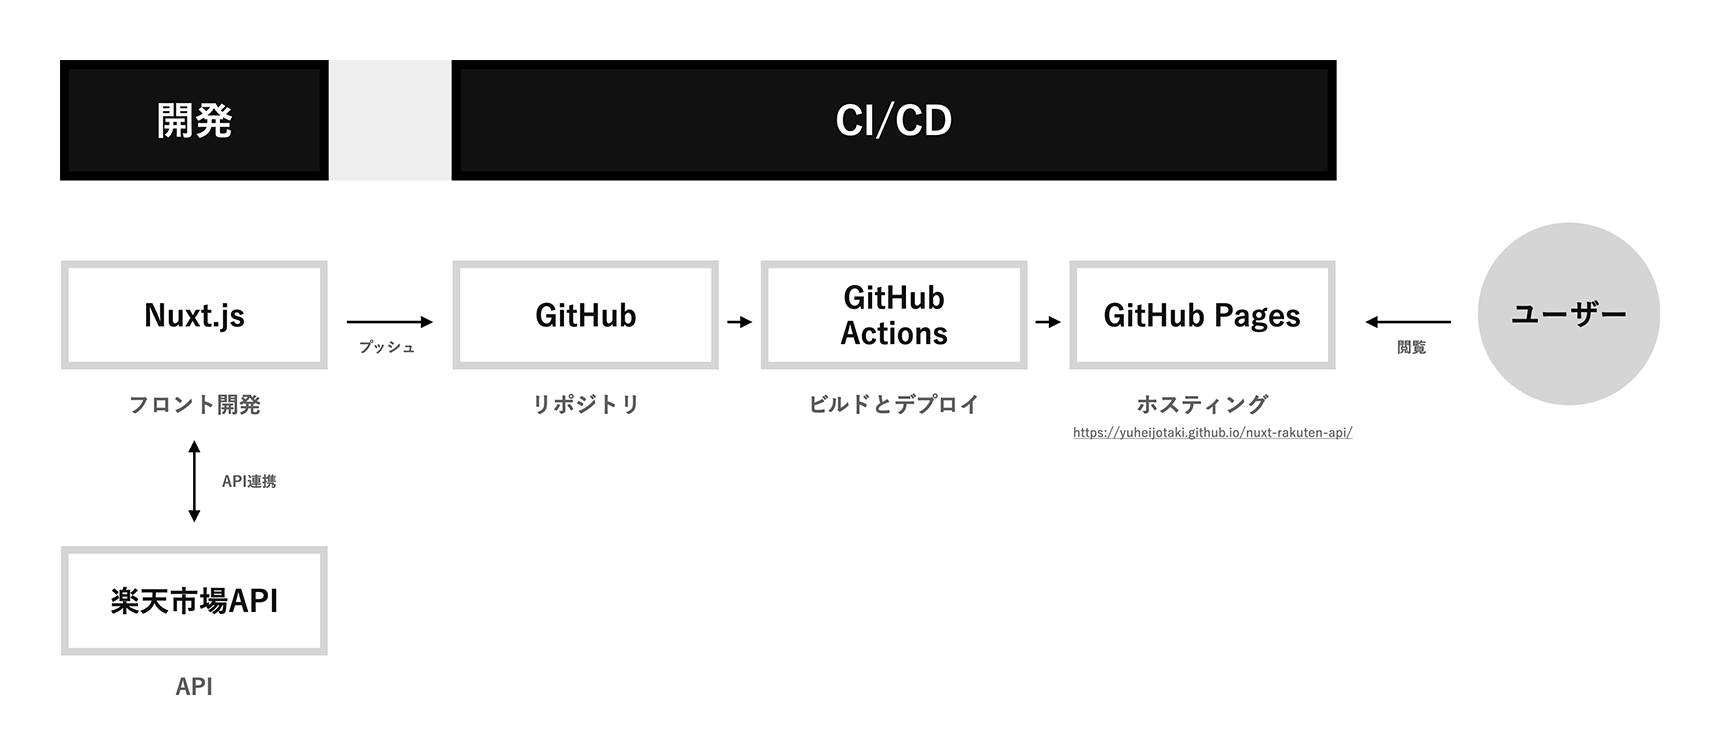 開発
CI/CD
Nuxt.js
プッシュ
GitHub
GitHub
Actions
GitHub Pages
閲覧
ユーザー
フロント開発
リポジトリ
ビルドとデプロイ
ホスティング
https://yuheijotaki.github.io/nuxt-rakuten-api/
API連携
楽天市場API
API